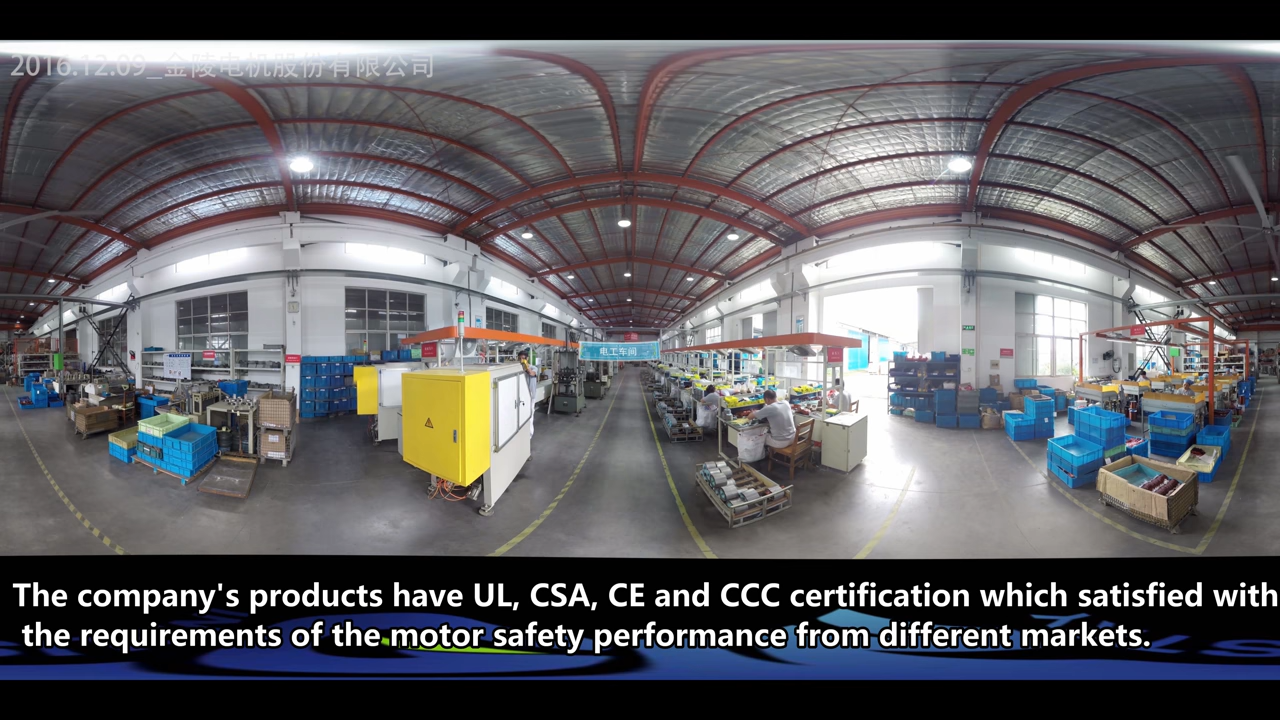 2016.12.09_金陵电机股份有限公司
电工车间
The company's products have UL, CSA, CE and CCC certification which satisfied with
the requirements of the motor safety performance from different markets.